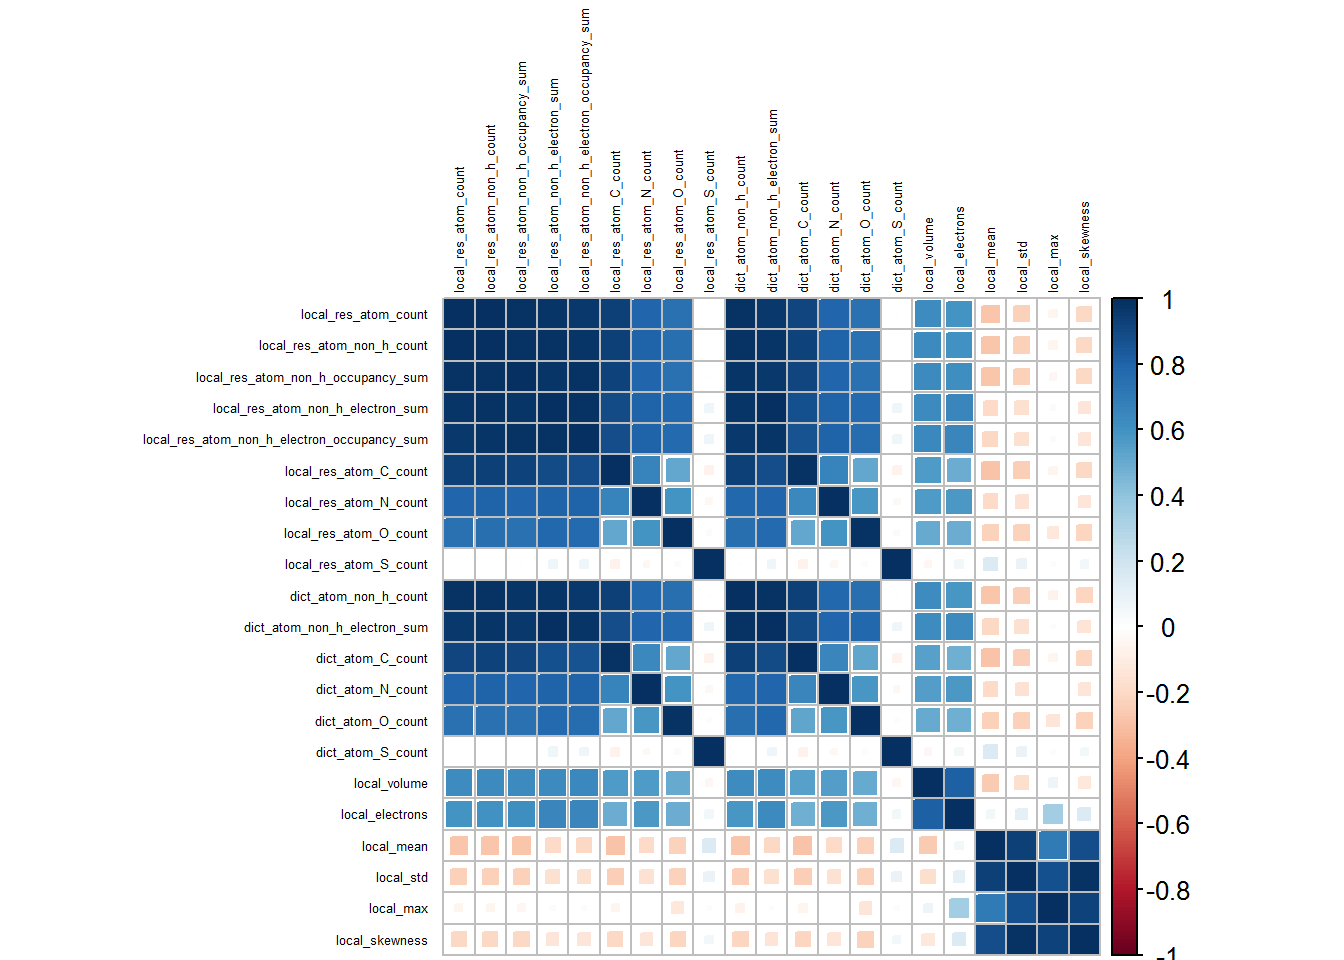 local_res_atom_count
local_res_atom_non_h_count
local_res_atom_non_h_occupancy_sum
local_res_atom_non_h_electron_sum
local_res_atom_non_h_electron_occupancy_sum
local_res_atom_C_count
local_res_atom_N_count
local_res_atom_O_count
local_res_atom_S_count
dict_atom_non_h_count
dict_atom_non_h_electron_sum
dict_atom_C_count
dict_atom_N_count
dict_atom_O_count
dict_atom_S_count
local_volume
local_electrons
local_mean
local_std
local_max
local_skewness
local_res_atom_count
local_res_atom_non_h_count
local_res_atom_non_h_occupancy_sum
local_res_atom_non_h_electron_sum
local_res_atom_non_h_electron_occupancy_sum
local_res_atom_C_count
local_res_atom_N_count
local_res_atom_O_count
local_res_atom_S_count
dict_atom_non_h_count
dict_atom_non_h_electron_sum
dict_atom_C_count
dict_atom_N_count
dict_atom_O_count
dict_atom_S_count
local_volume
local_electrons
local_mean
local_std
local_max
local_skewness
1
0.8
0.6
0.4
0.2
0
-0.2
-0.4
-0.6
-0.8
-1